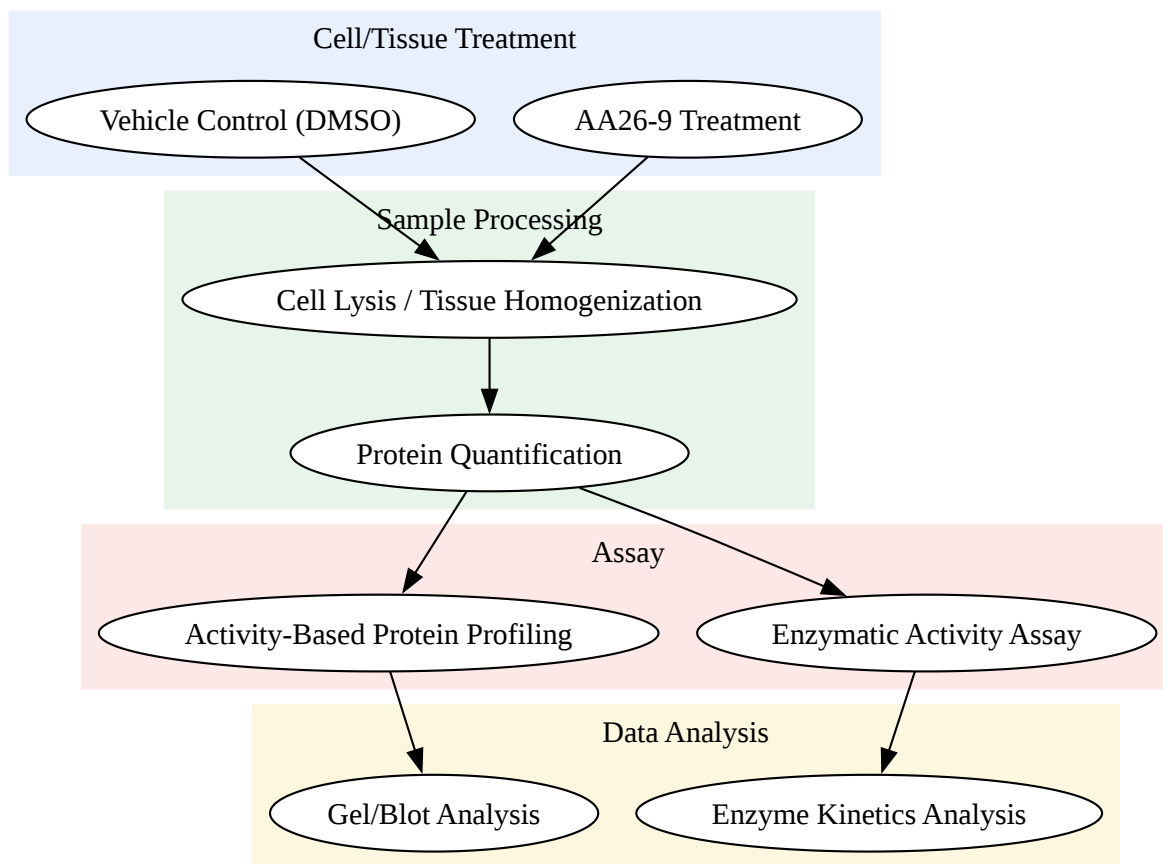 Cell/Tissue Treatment
Vehicle Control (DMSO)
AA26-9 Treatment
Sample Processing
Cell Lysis / Tissue Homogenization
Protein Quantification
Assay
Activity-Based Protein Profiling
Enzymatic Activity Assay
Data Analysis
Gel/Blot Analysis
Enzyme Kinetics Analysis